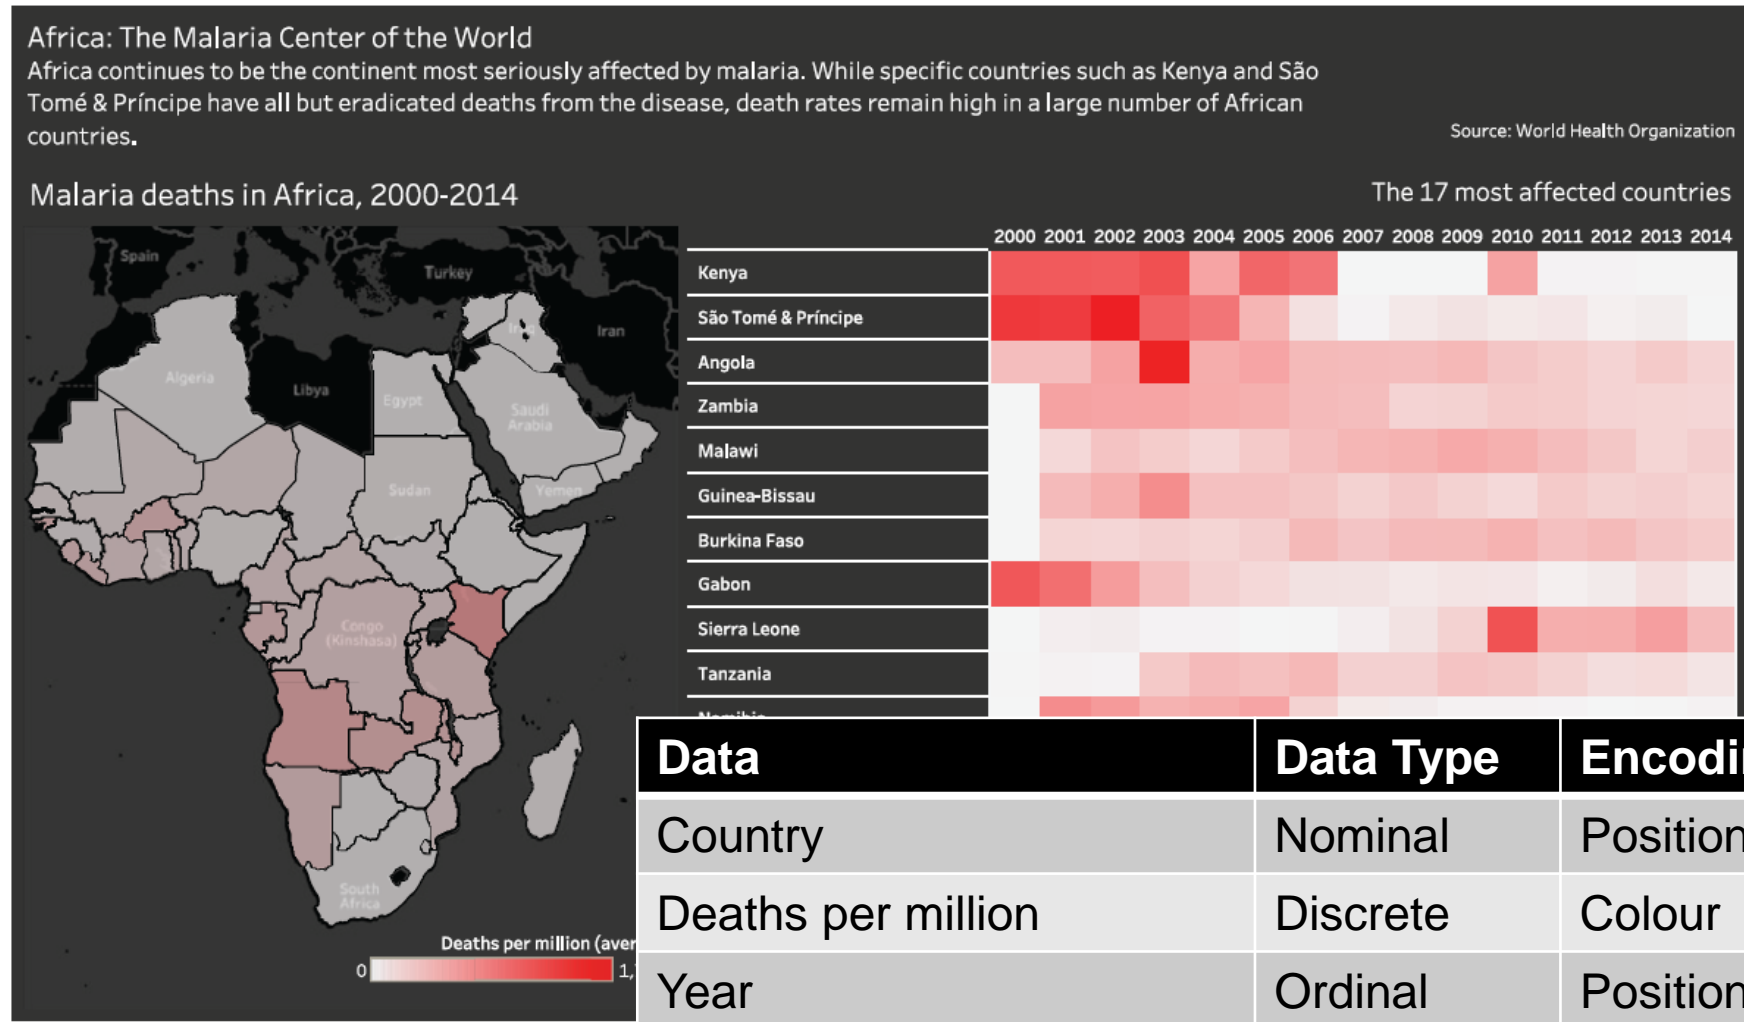 Africa: The Malaria Center of the World
Africa continues to be the continent most seriously affected by malaria. While specific countries such as Kenya and São
Tomé & Príncipe have all but eradicated deaths from the disease, death rates remain high in a large number of African
countries.
Source: World Health Organization
Malaria deaths in Africa, 2000-2014
The 17 most affected countries
2000 2001 2002 2003 2004 2005 2006 2007 2008 2009 2010 2011 2012 2013 2014
Spain
Turkey
Iraq
Iran
Algeria
Libya
Egypt
Saudi
Arabia
Sudan
Yemen
Congo
(Kinshasa)
South
Africa
Kenya
São Tomé & Príncipe
Angola
Zambia
Malawi
Guinea-Bissau
Burkina Faso
Gabon
Sierra Leone
Tanzania
Namibia
Deaths per million (aver
0 1,
Data Data Type Encodin
Country Nominal Position
Deaths per million Discrete Colour
Year Ordinal Position